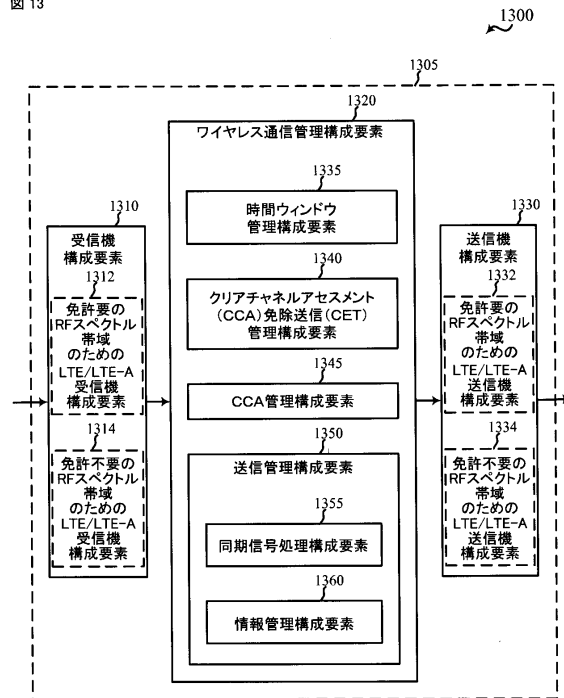 図 13
1300
1305
1320
ワイヤレス通信管理構成要素
1335
時間ウィンドウ
管理構成要素
1340
クリアチャネルアセスメント
(CCA)免除送信(CET)
管理構成要素
1345
CCA管理構成要素
1350
送信管理構成要素
1355
同期信号処理構成要素
1360
情報管理構成要素
1310
受信機
構成要素
1312
免許要の
RFスペクトル
帯域
のための
LTE/LTE-A
受信機
構成要素
1314
免許不要の
RFスペクトル
帯域
のための
LTE/LTE-A
受信機
構成要素
1330
送信機
構成要素
1332
免許要の
RFスペクトル
帯域
のための
LTE/LTE-A
送信機
構成要素
1334
免許不要の
RFスペクトル
帯域
のための
LTE/LTE-A
送信機
構成要素